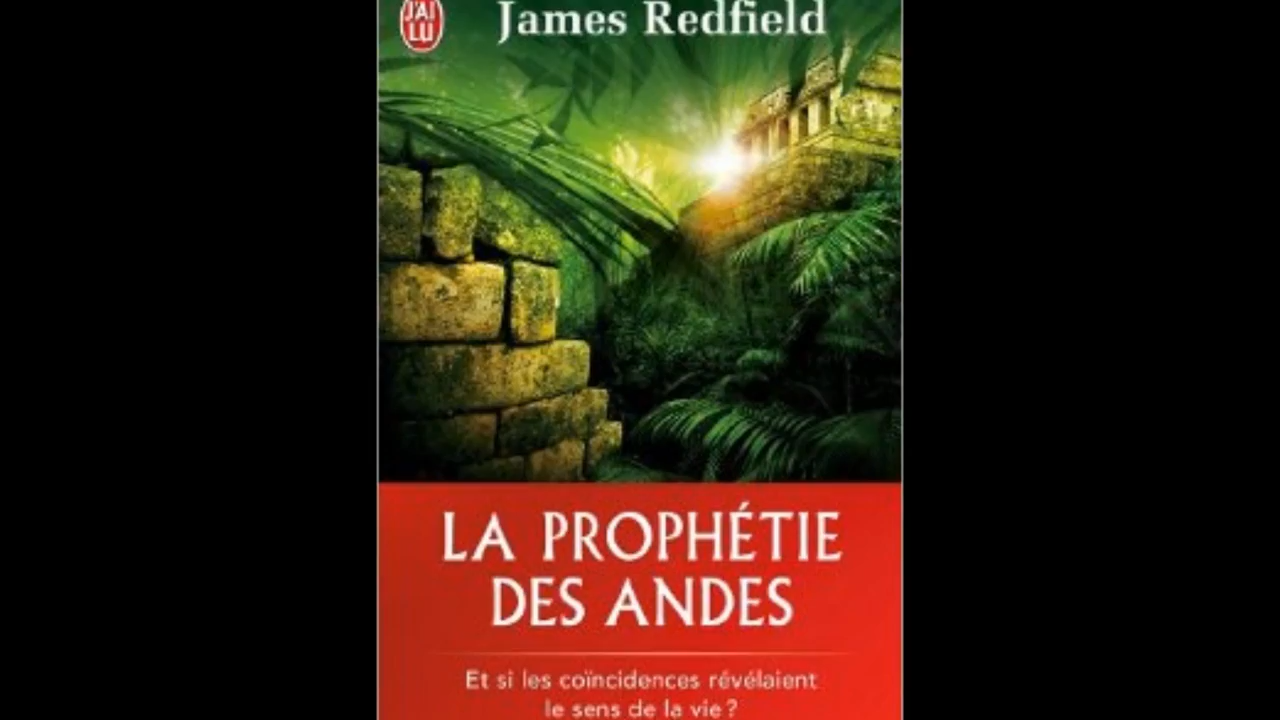 J'AI
LU
James Redfield
LA PROPHÉTIE
DES ANDES
Et si les coïncidences révélaient
le sens de la vie ?